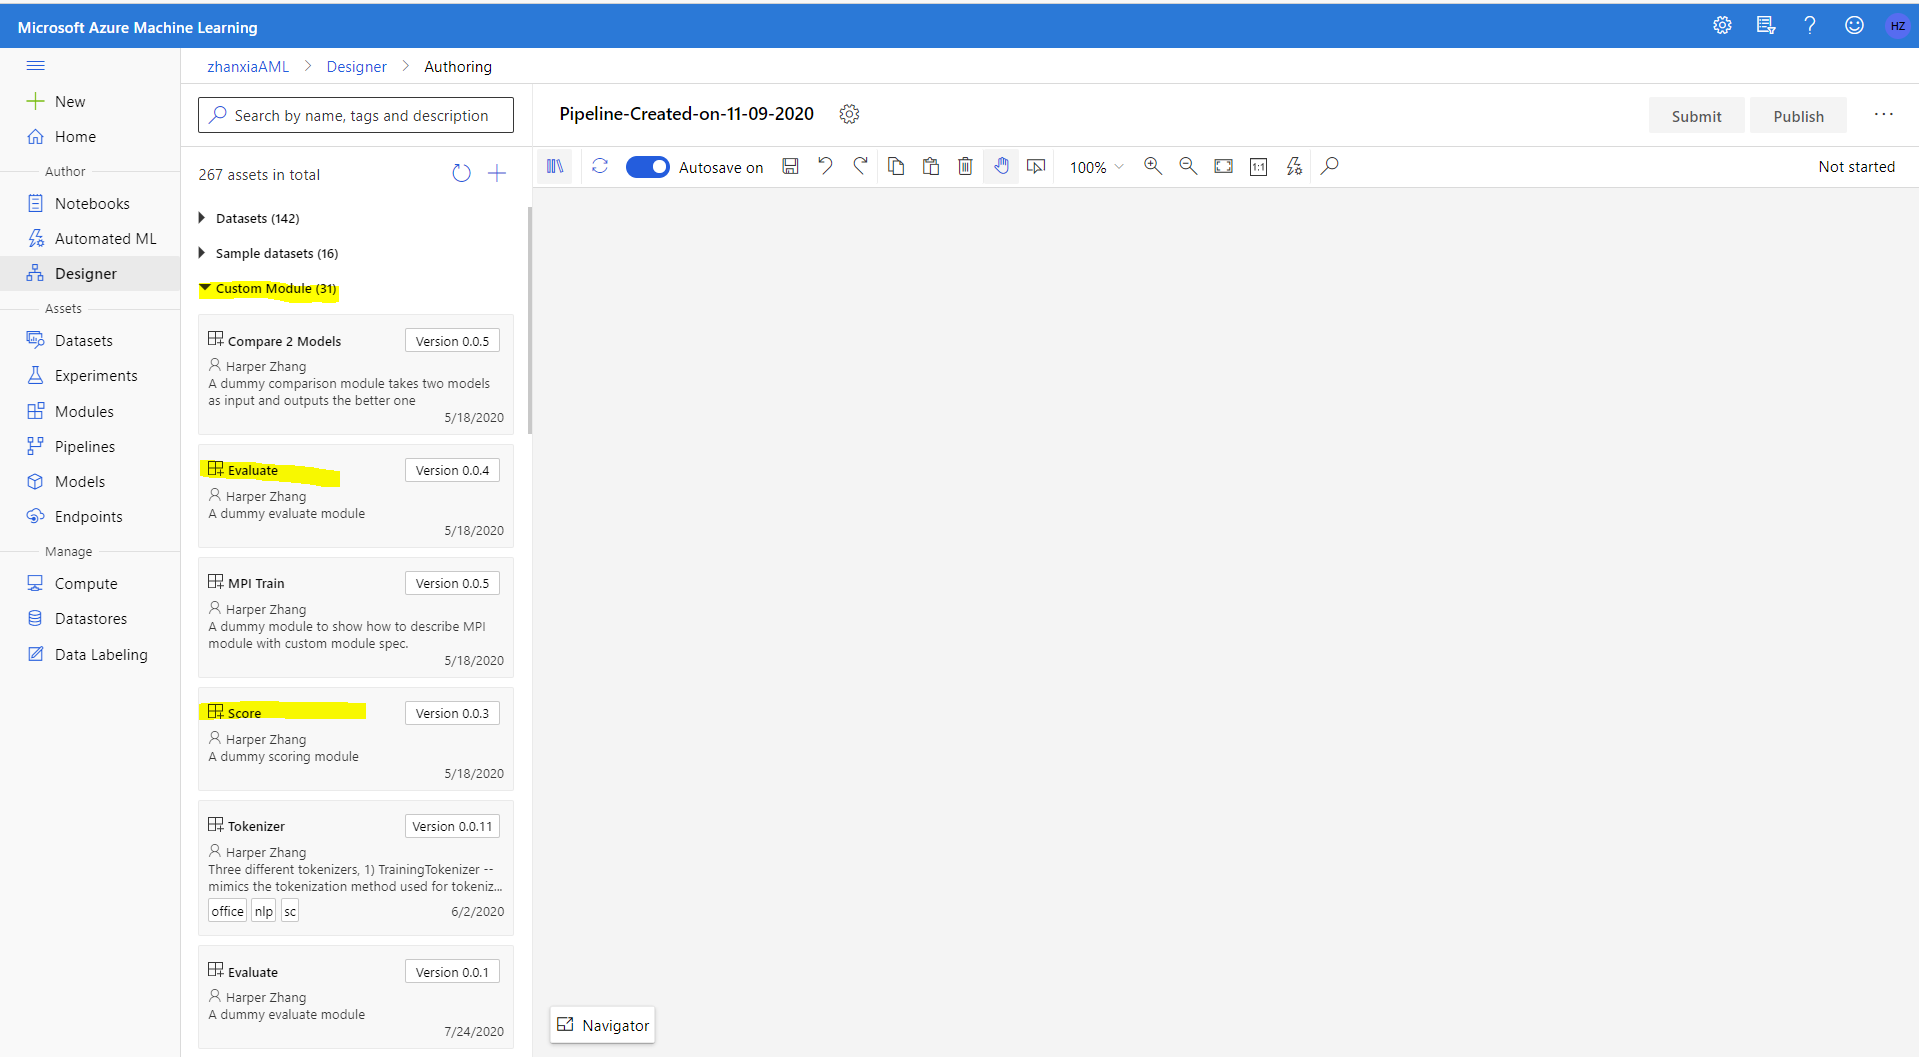 Microsoft Azure Machine Learning
HZ
New
Home
Author
Notebooks
Automated ML
Designer
Assets
Datasets
Experiments
Modules
Pipelines
Models
Endpoints
Manage
Compute
Datastores
Data Labeling
zhanxiaAML > Designer > Authoring
Search by name, tags and description
267 assets in total
Datasets (142)
Sample datasets (16)
Custom Module (31)
Compare 2 Models Version 0.0.5
Harper Zhang
A dummy comparison module takes two models
as input and outputs the better one
5/18/2020
Evaluate Version 0.0.4
Harper Zhang
A dummy evaluate module
5/18/2020
MPI Train Version 0.0.5
Harper Zhang
A dummy module to show how to describe MPI
module with custom module spec.
5/18/2020
Score Version 0.0.3
Harper Zhang
A dummy scoring module
5/18/2020
Tokenizer Version 0.0.11
Harper Zhang
Three different tokenizers, 1) TrainingTokenizer --
mimics the tokenization method used for tokeniz...
office nlp sc 6/2/2020
Evaluate Version 0.0.1
Harper Zhang
A dummy evaluate module
7/24/2020
Pipeline-Created-on-11-09-2020
Submit Publish ...
Autosave on 100% 1:1 Not started
Navigator